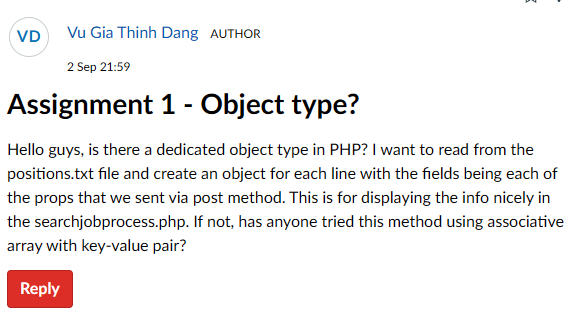 VD
Vu Gia Thinh Dang AUTHOR
2 Sep 21:59
Assignment 1 - Object type?
Hello guys, is there a dedicated object type in PHP? I want to read from the
positions.txt file and create an object for each line with the fields being each of
the props that we sent via post method. This is for displaying the info nicely in
the searchjobprocess.php. If not, has anyone tried this method using associative
array with key-value pair?
Reply